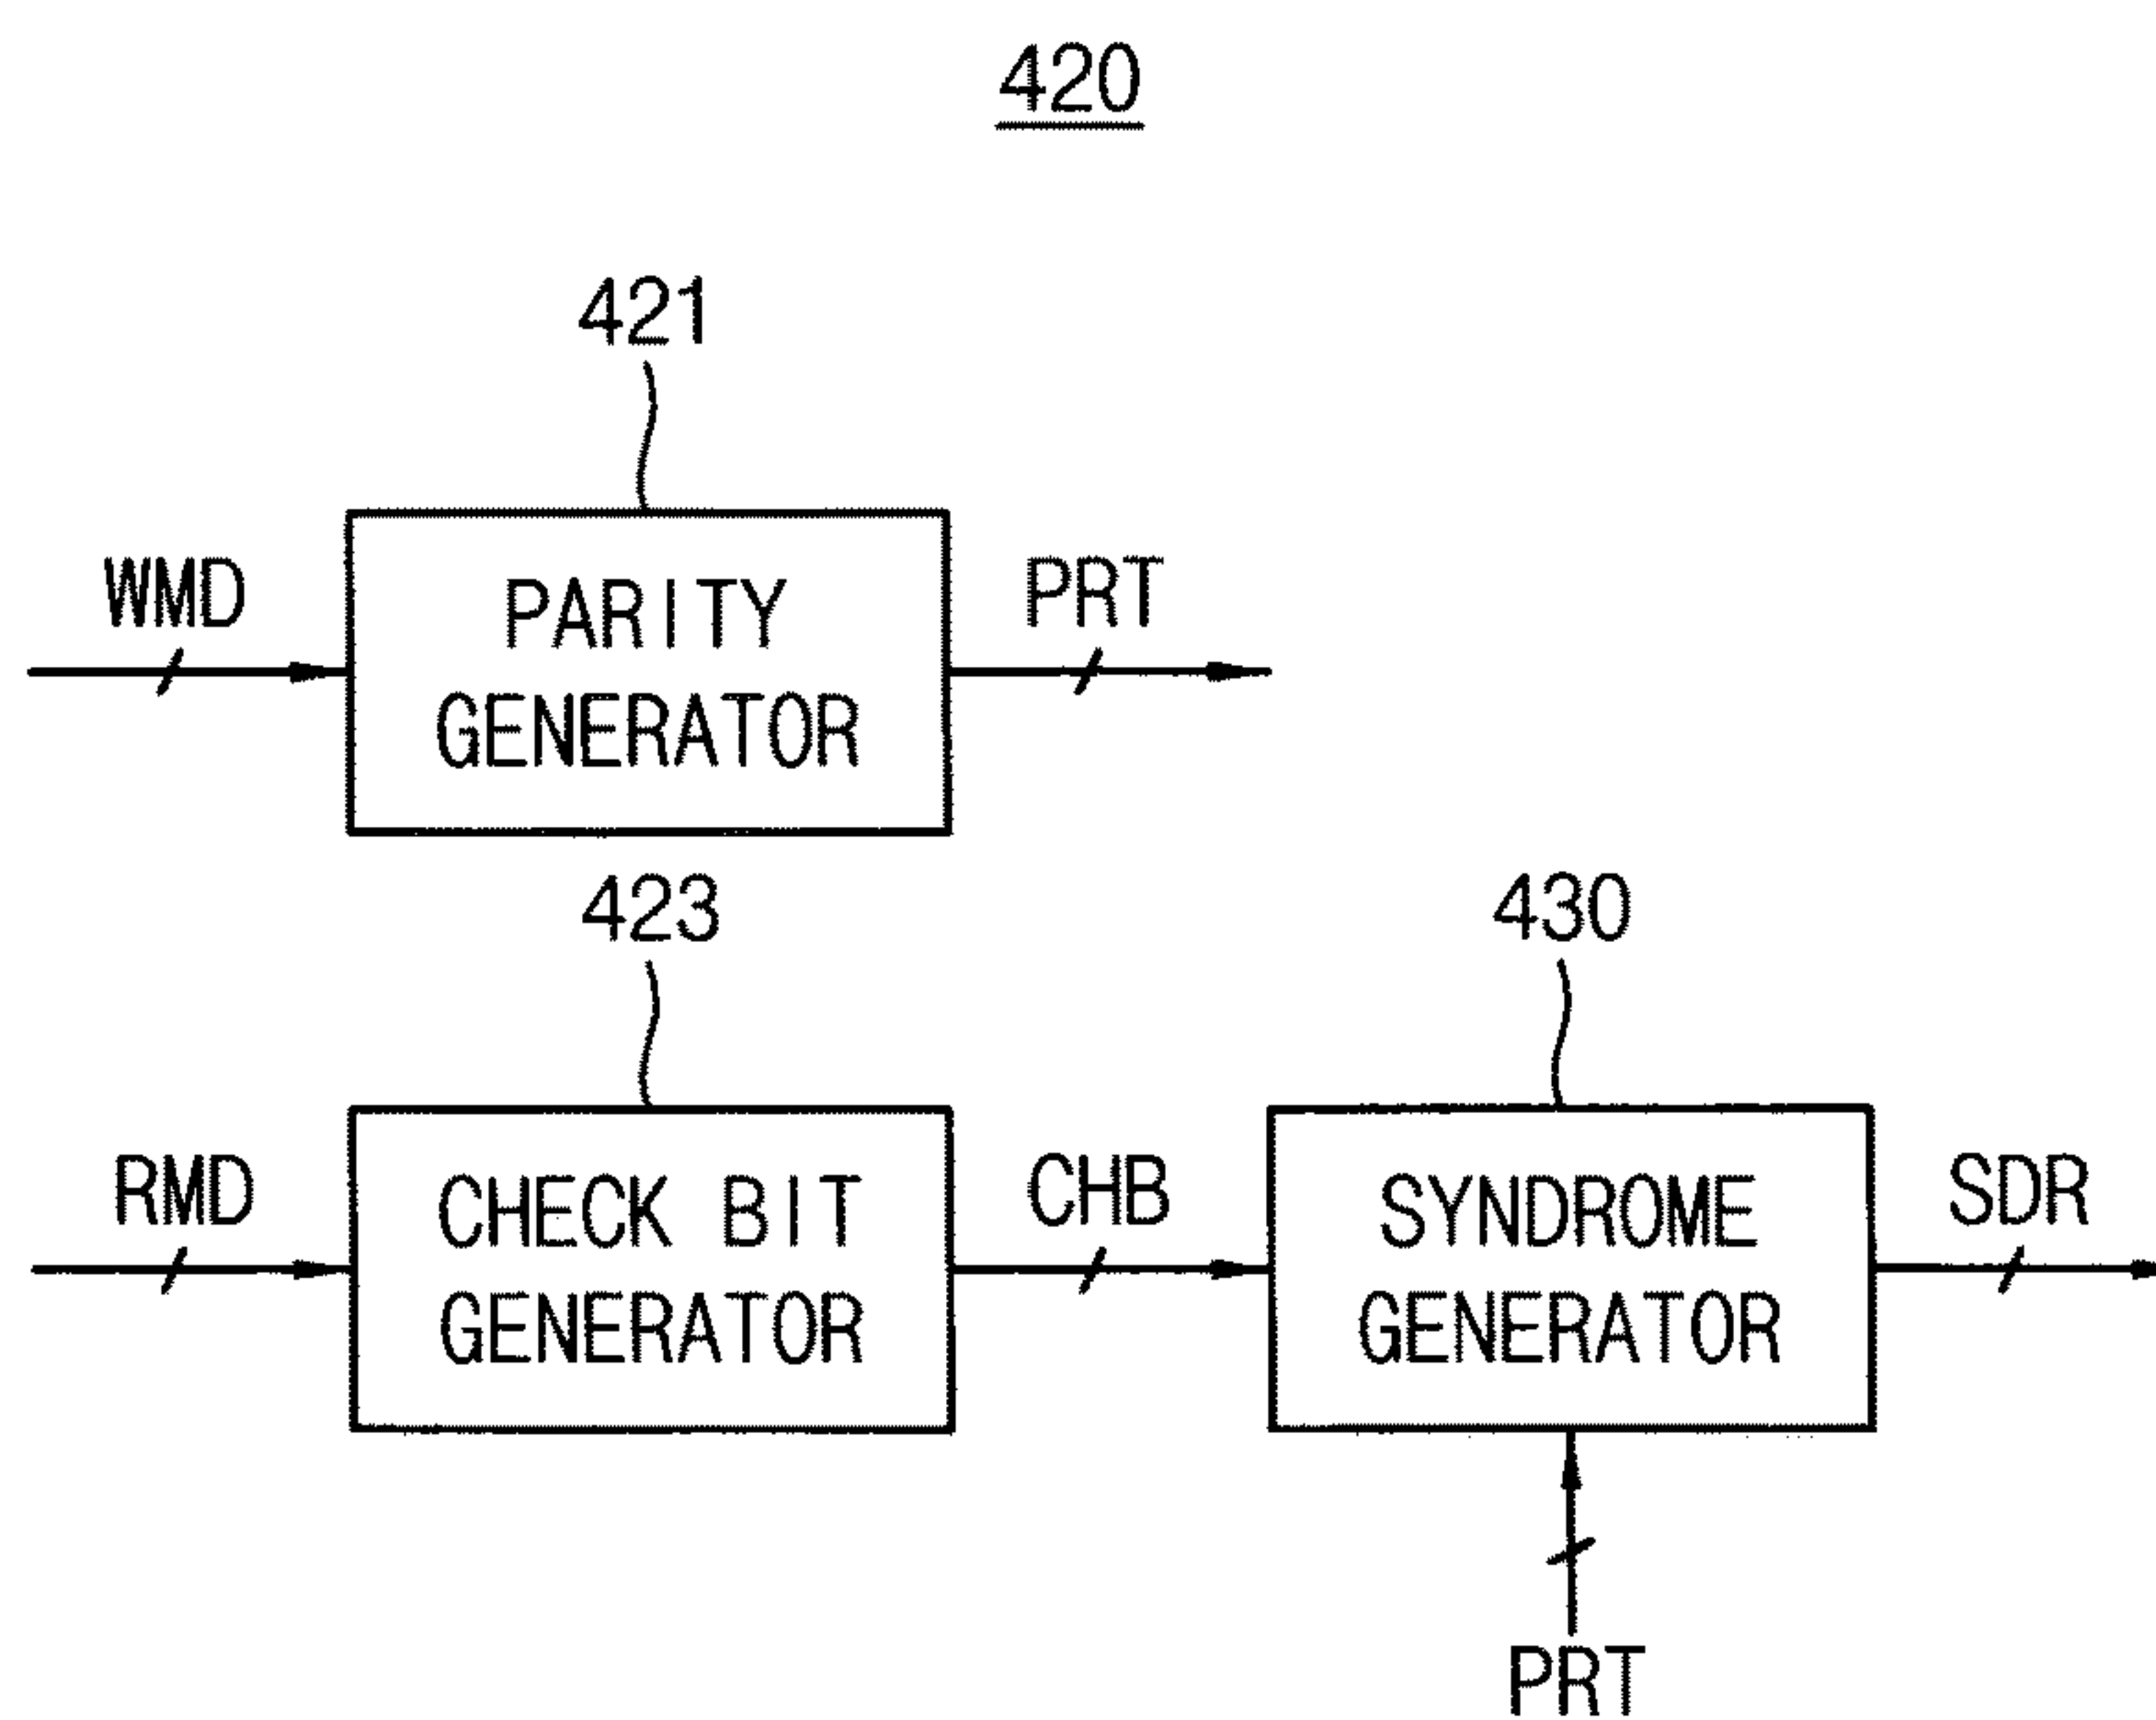 420
421
WMD
PARITY
GENERATOR
PRT
423
430
RMD
CHECK BIT
GENERATOR
CHB
SYNDROME
GENERATOR
SDR
PRT